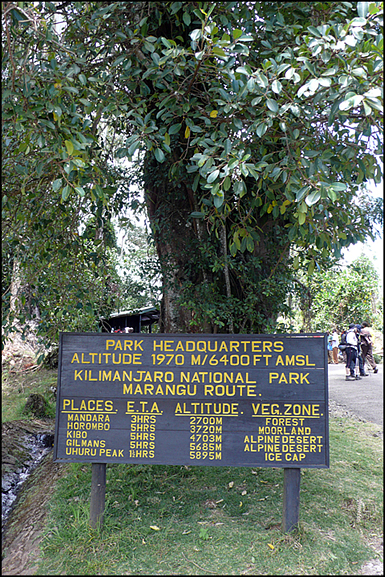 PARK HEADQUARTERS
ALTITUDE 1970 M/6400 FT AMSL
KILIMANJARO NATIONAL PARK
MARANGU ROUTE.
PLACES. E.T.A. ALTITUDE. VEG.ZONE.
MANDARA 3HRS 2700M FOREST
HOROMBO 5HRS 3720M MOORLAND
KIBO 5HRS 4703M ALPINE DESERT
GILMANS 5HRS 5685M ALPINE DESERT
UHURU PEAK 1½HRS 5895M ICE CAP